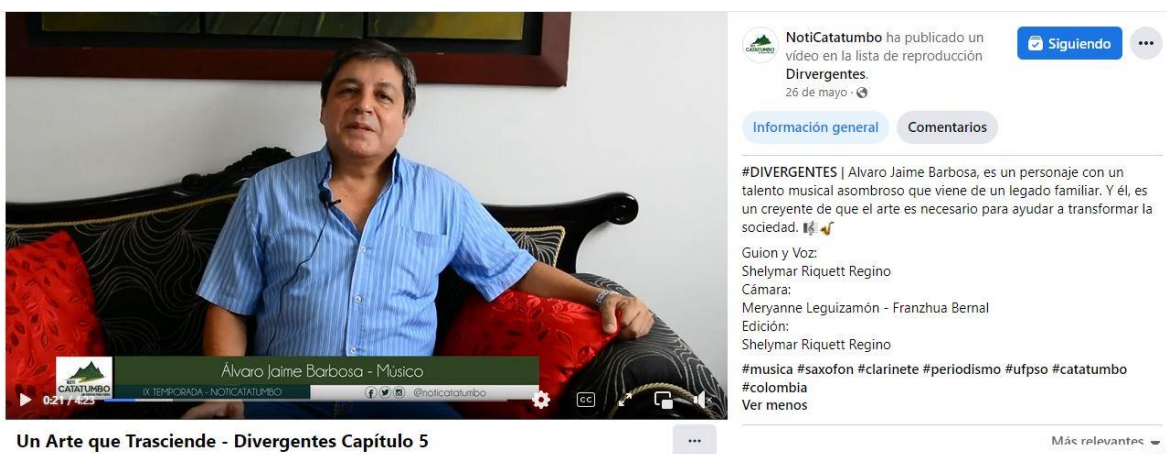 Álvaro Jaime Barbosa - Músico
NOTI
CATATUMBO
IX TEMPORADA - NOTICATATUMBO
@noticatatumbo
0:21 / 4:23
CC
Un Arte que Trasciende - Divergentes Capítulo 5
NotiCatatumbo ha publicado un
vídeo en la lista de reproducción
Dirvergentes.
26 de mayo ·
Siguiendo
Información general
Comentarios
#DIVERGENTES | Alvaro Jaime Barbosa, es un personaje con un
talento musical asombroso que viene de un legado familiar. Y él, es
un creyente de que el arte es necesario para ayudar a transformar la
sociedad.
Guion y Voz:
Shelymar Riquett Regino
Cámara:
Meryanne Leguizamón - Franzhua Bernal
Edición:
Shelymar Riquett Regino
#musica #saxofon #clarinete #periodismo #ufpso #catatumbo
#colombia
Ver menos
Más relevantes